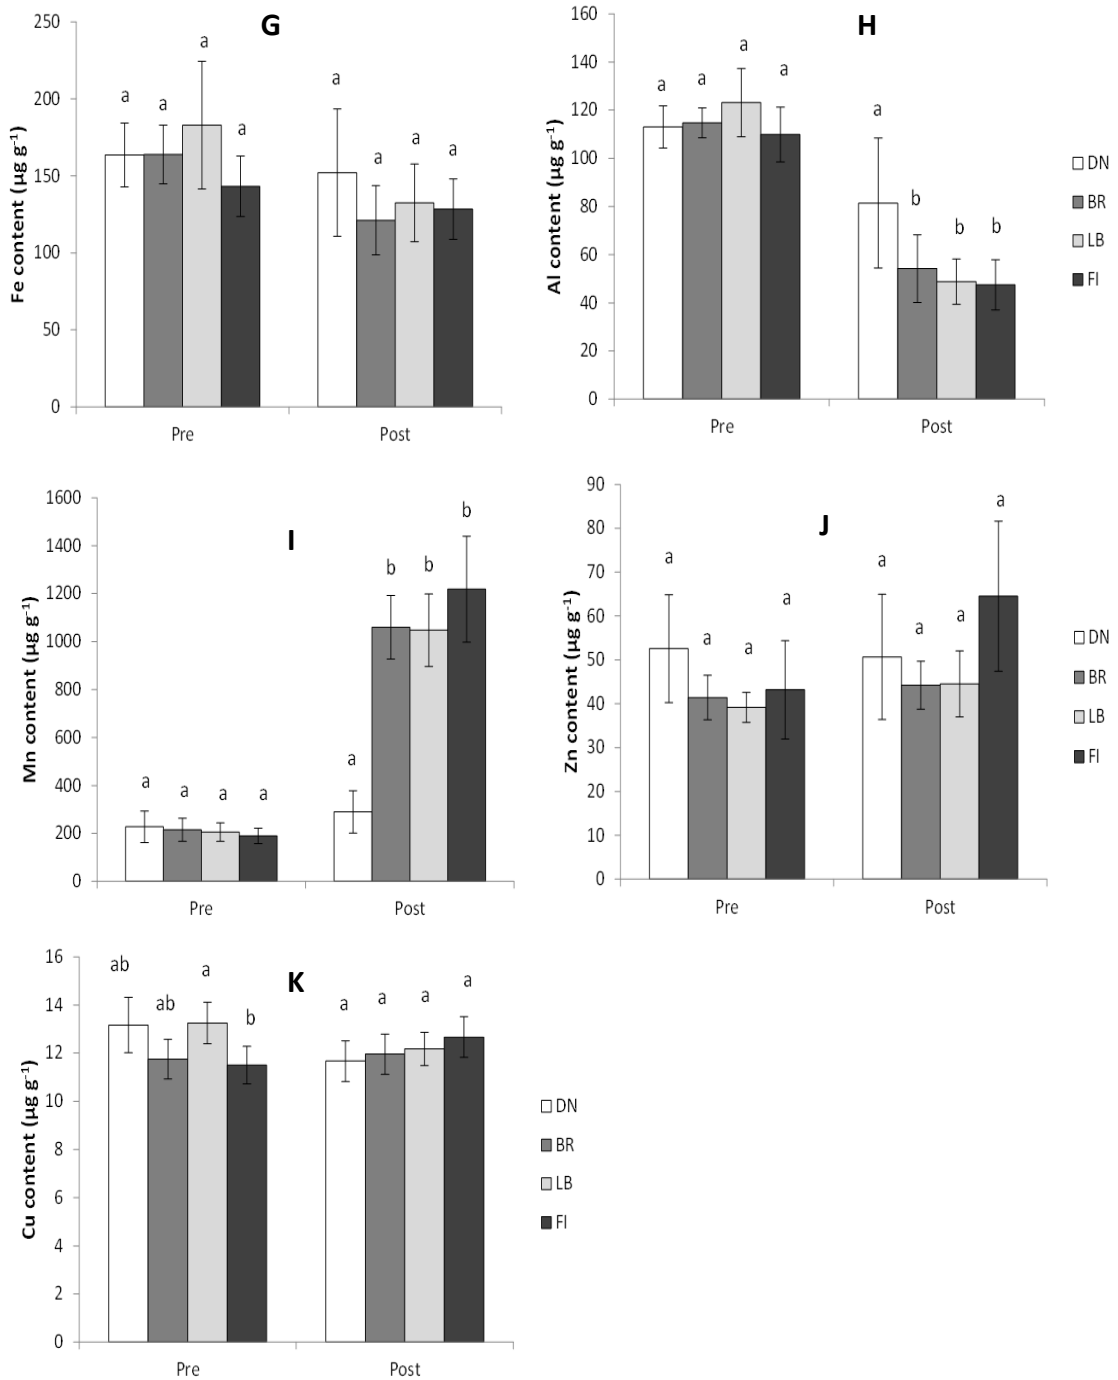 G
Fe content (µg g⁻¹)
250
200
150
100
50
0
a a a a
a a a a
Pre Post
H
Al content (µg g⁻¹)
160
140
120
100
80
60
40
20
0
a a a a
a b b b
Pre Post
DN
BR
LB
FI
I
Mn content (µg g⁻¹)
1600
1400
1200
1000
800
600
400
200
0
a a a a
a b b b
Pre Post
J
Zn content (µg g⁻¹)
90
80
70
60
50
40
30
20
10
0
a a a a
a a a a
Pre Post
DN
BR
LB
FI
K
Cu content (µg g⁻¹)
16
14
12
10
8
6
4
2
0
ab ab a b
a a a a
Pre Post
DN
BR
LB
FI